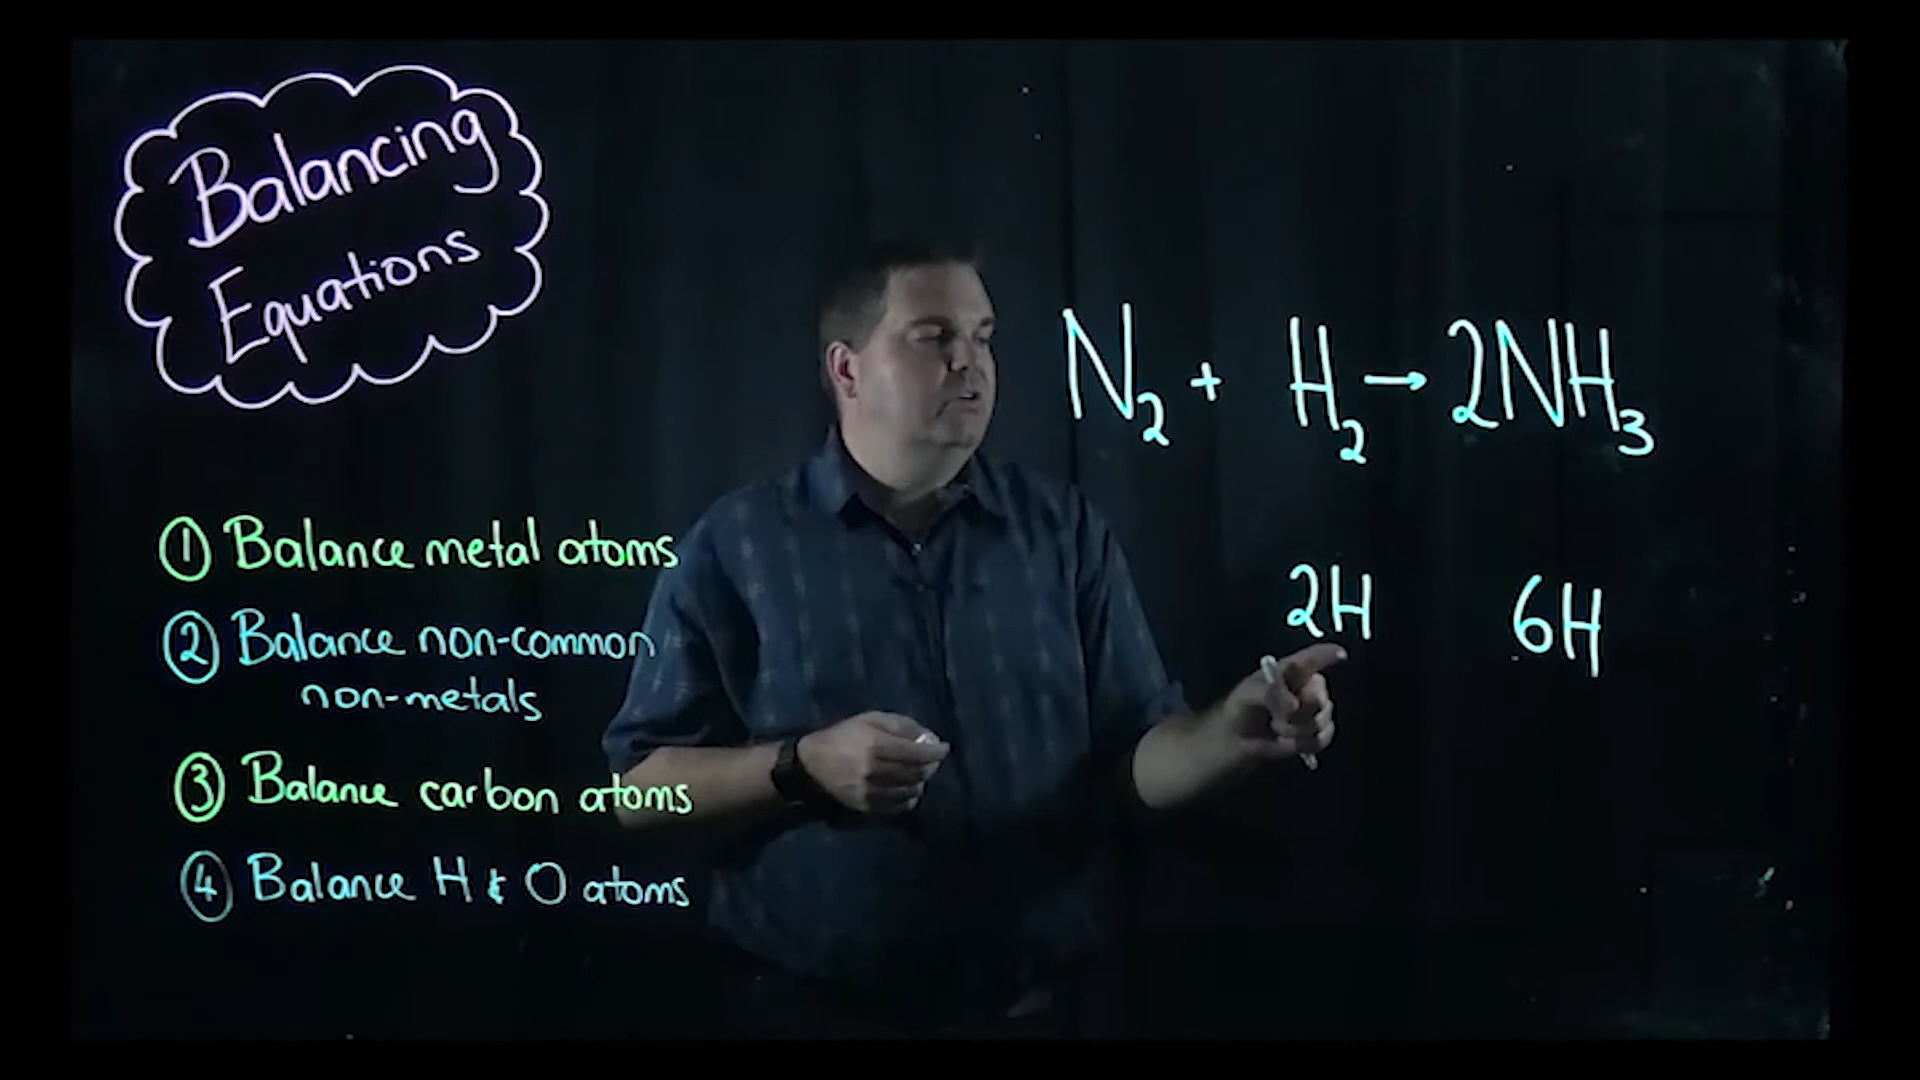 Balancing
Equations
N₂ + H₂ → 2NH₃
2H 6H
① Balance metal atoms
② Balance non-common
non-metals
③ Balance carbon atoms
④ Balance H & O atoms